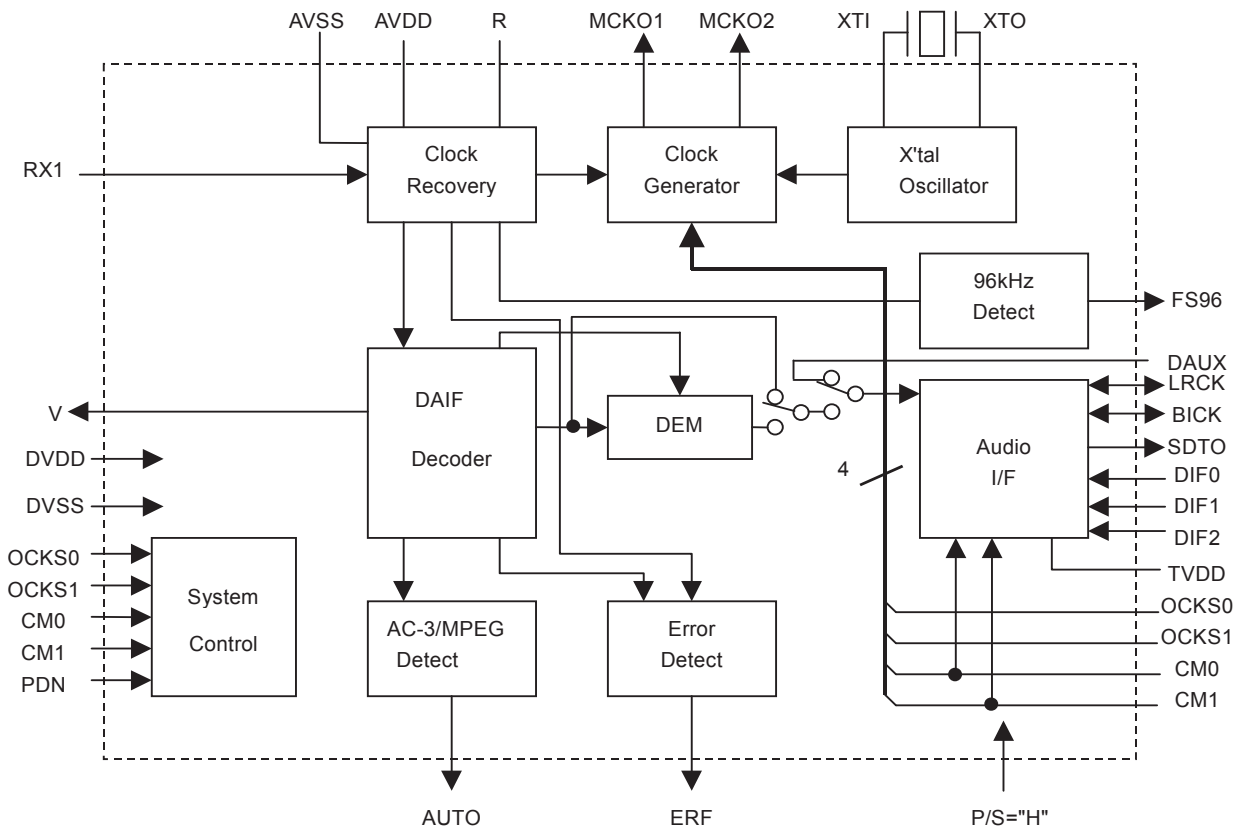 AVSS AVDD R MCKO1 MCKO2 XTI XTO
RX1
Clock
Recovery
Clock
Generator
X'tal
Oscillator
96kHz
Detect
FS96
DAUX
LRCK
BICK
SDTO
DIF0
DIF1
DIF2
TVDD
OCKS0
OCKS1
CM0
CM1
V
DVDD
DVSS
DAIF
Decoder
DEM
Audio
I/F
4
OCKS0
OCKS1
CM0
CM1
PDN
System
Control
AC-3/MPEG
Detect
Error
Detect
AUTO
ERF
P/S="H"